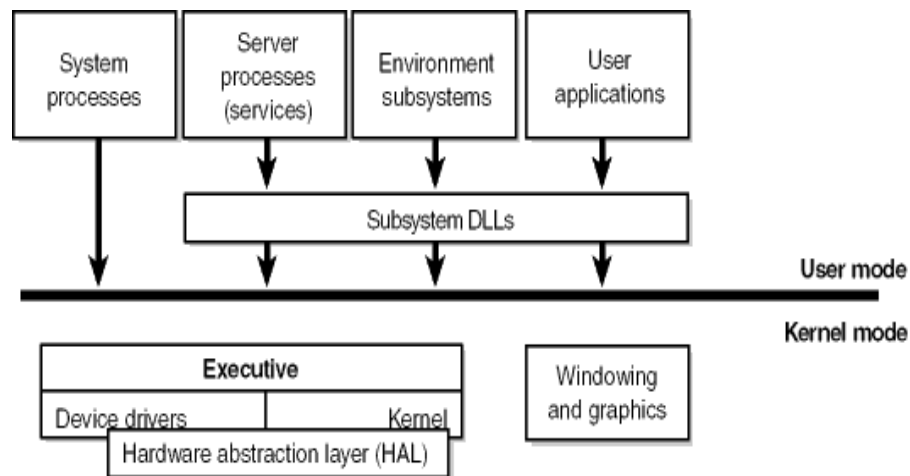 System
processes
Server
processes
(services)
Environment
subsystems
User
applications
Subsystem DLLs
User mode
Kernel mode
Executive
Device drivers
Kernel
Windowing
and graphics
Hardware abstraction layer (HAL)